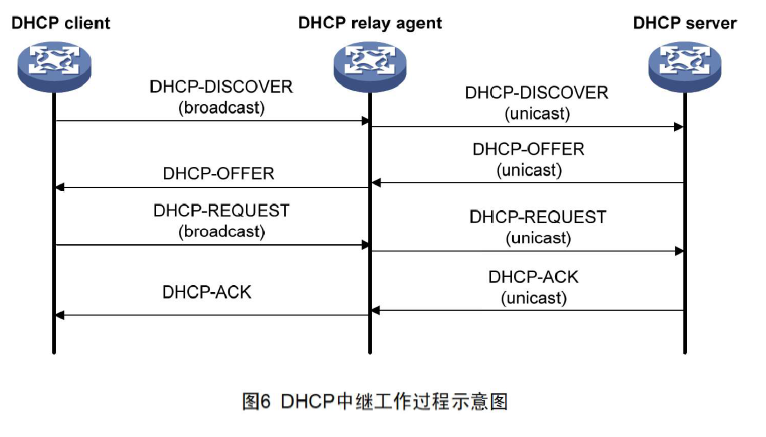 DHCP client
DHCP relay agent
DHCP server
DHCP-DISCOVER
(broadcast)
DHCP-DISCOVER
(unicast)
DHCP-OFFER
(unicast)
DHCP-OFFER
DHCP-REQUEST
(broadcast)
DHCP-REQUEST
(unicast)
DHCP-ACK
(unicast)
DHCP-ACK
图6 DHCP中继工作过程示意图